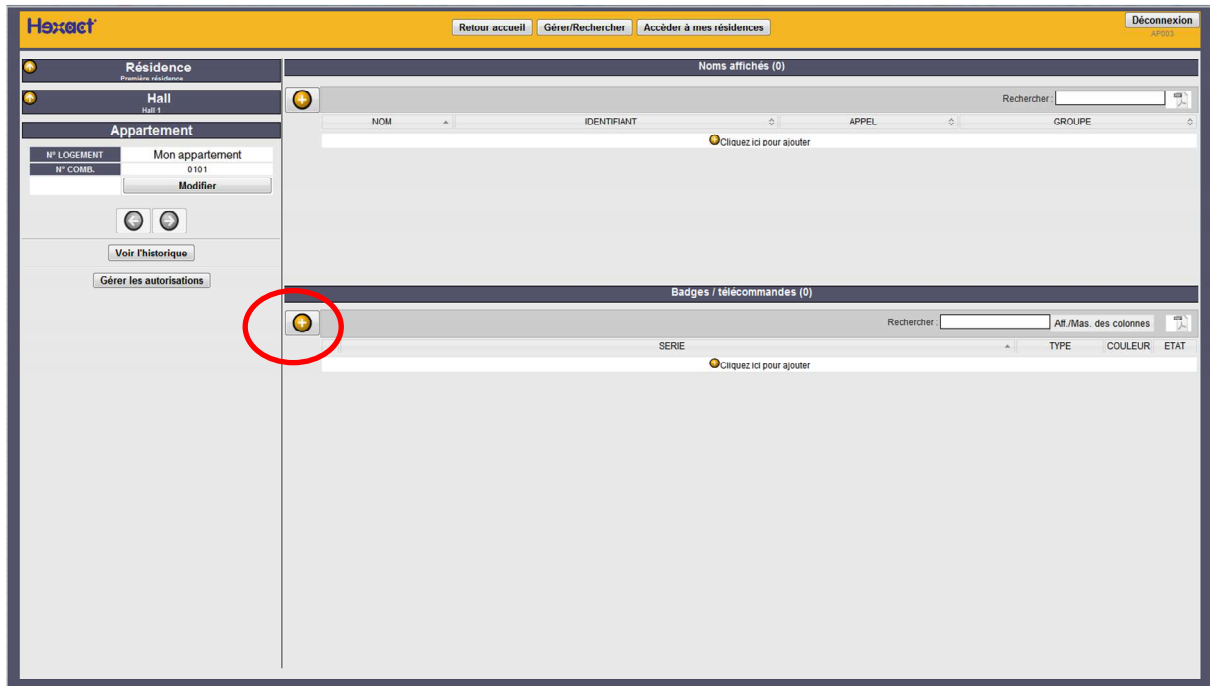 Hexact
Retour accueil Gérer/Rechercher Accèder à mes résidences
Déconnexion
AP003
Résidence
Première résidence
Hall
Hall 1
Appartement
N° LOGEMENT Mon appartement
N° COMB. 0101
Modifier
Voir l'historique
Gérer les autorisations
Noms affichés (0)
Rechercher :
NOM IDENTIFIANT APPEL GROUPE
Cliquez ici pour ajouter
Badges / télécommandes (0)
Rechercher : Aff./Mas. des colonnes
SERIE TYPE COULEUR ETAT
Cliquez ici pour ajouter